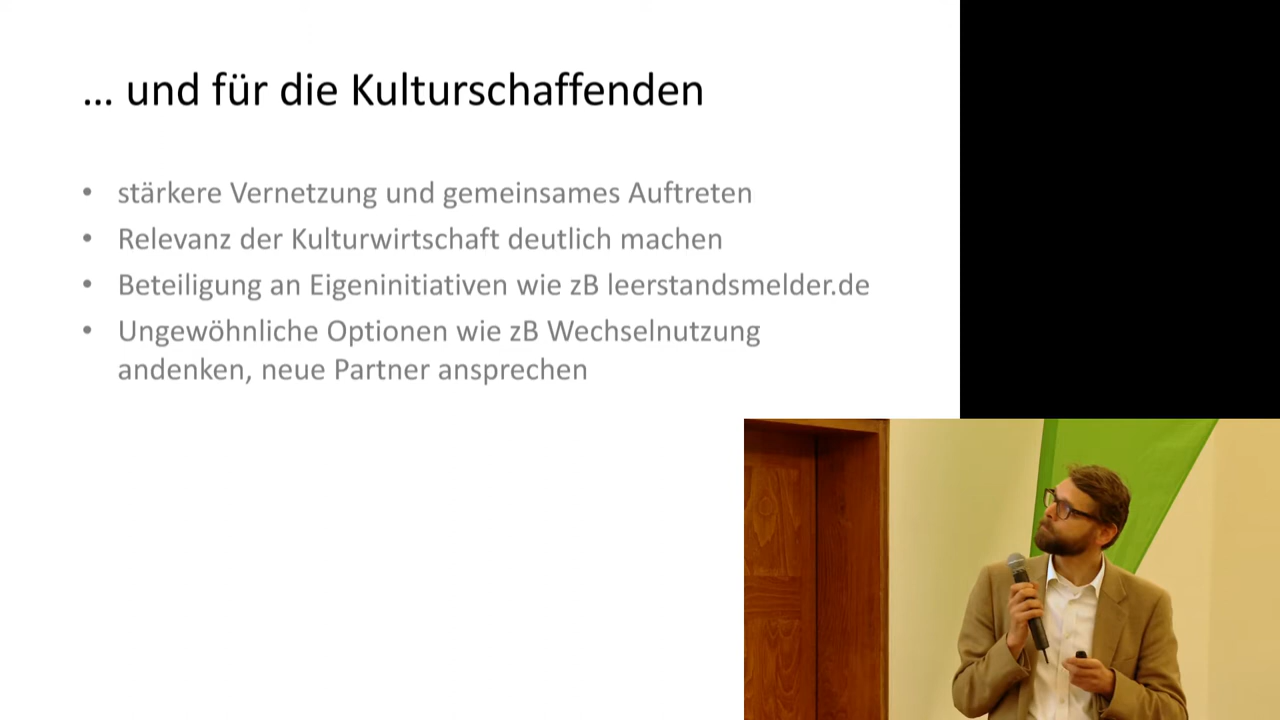 … und für die Kulturschaffenden
• stärkere Vernetzung und gemeinsames Auftreten
• Relevanz der Kulturwirtschaft deutlich machen
• Beteiligung an Eigeninitiativen wie zB leerstandsmelder.de
• Ungewöhnliche Optionen wie zB Wechselnutzung
andenken, neue Partner ansprechen